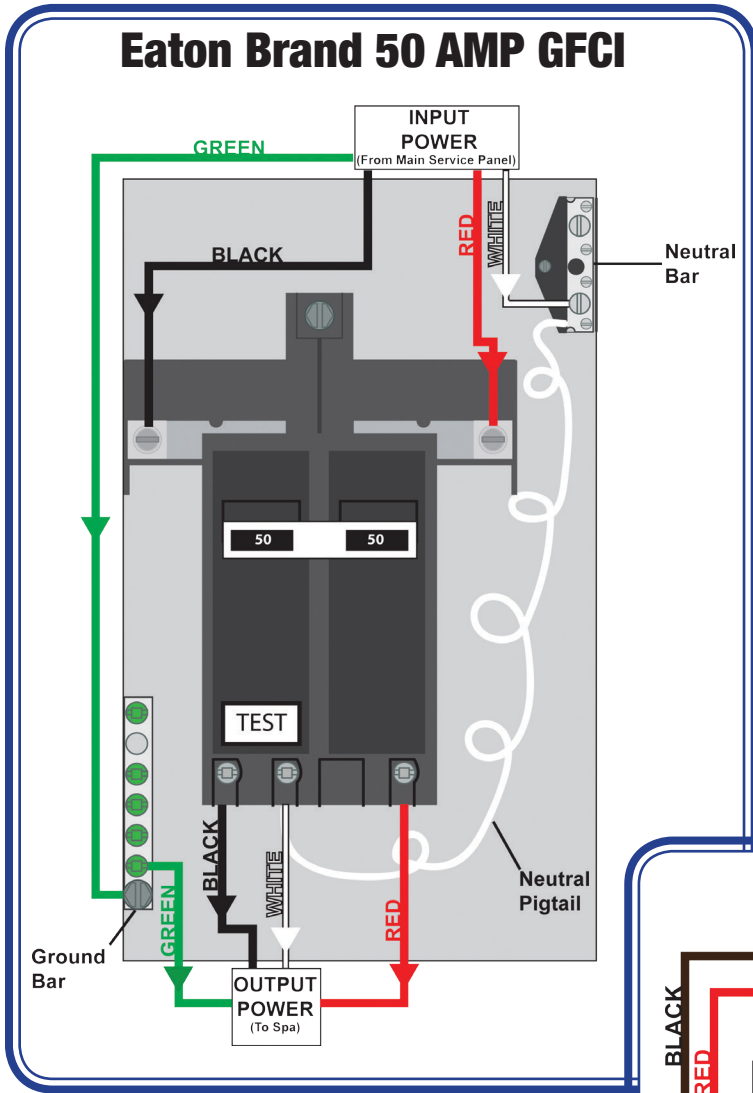 Eaton Brand 50 AMP GFCI
INPUT
POWER
(From Main Service Panel)
GREEN
BLACK
RED
WHITE
Neutral
Bar
50
50
TEST
BLACK
WHITE
GREEN
RED
Neutral
Pigtail
Ground
Bar
OUTPUT
POWER
(To Spa)
BLACK
RED